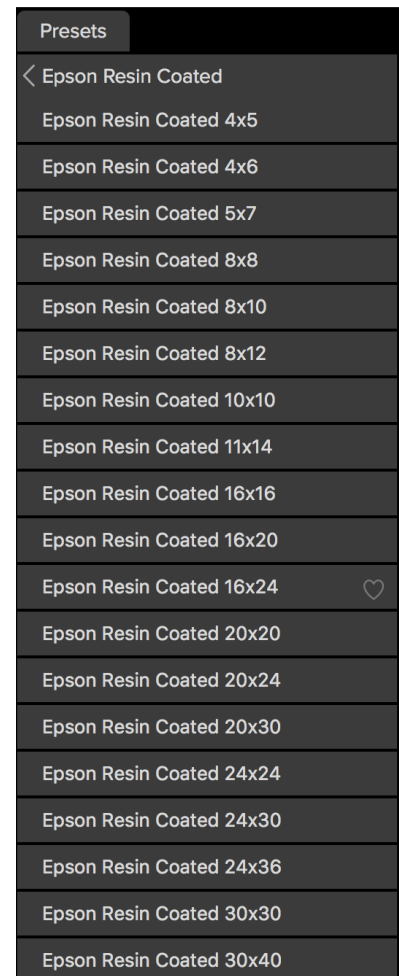 Presets
Epson Resin Coated
Epson Resin Coated 4x5
Epson Resin Coated 4x6
Epson Resin Coated 5x7
Epson Resin Coated 8x8
Epson Resin Coated 8x10
Epson Resin Coated 8x12
Epson Resin Coated 10x10
Epson Resin Coated 11x14
Epson Resin Coated 16x16
Epson Resin Coated 16x20
Epson Resin Coated 16x24
Epson Resin Coated 20x20
Epson Resin Coated 20x24
Epson Resin Coated 20x30
Epson Resin Coated 24x24
Epson Resin Coated 24x30
Epson Resin Coated 24x36
Epson Resin Coated 30x30
Epson Resin Coated 30x40